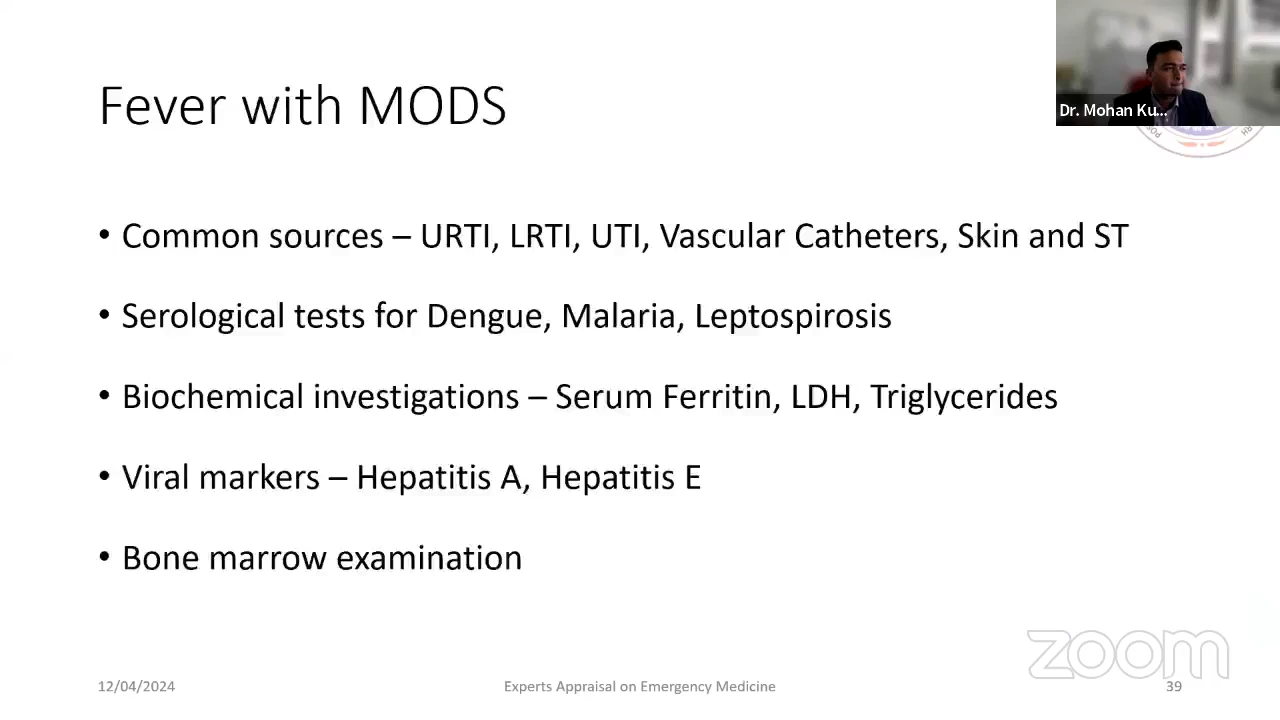 Dr. Mohan Ku...
Fever with MODS
• Common sources – URTI, LRTI, UTI, Vascular Catheters, Skin and ST
• Serological tests for Dengue, Malaria, Leptospirosis
• Biochemical investigations – Serum Ferritin, LDH, Triglycerides
• Viral markers – Hepatitis A, Hepatitis E
• Bone marrow examination
zoom
12/04/2024
Experts Appraisal on Emergency Medicine
39